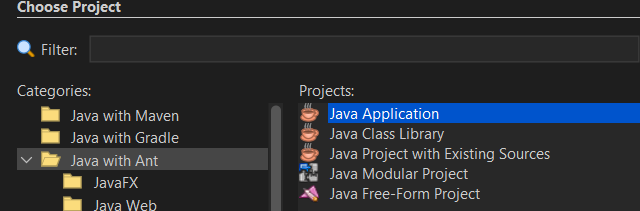 Choose Project
Filter:
Categories:
Java with Maven
Java with Gradle
Java with Ant
JavaFX
Java Web
Projects:
Java Application
Java Class Library
Java Project with Existing Sources
Java Modular Project
Java Free-Form Project